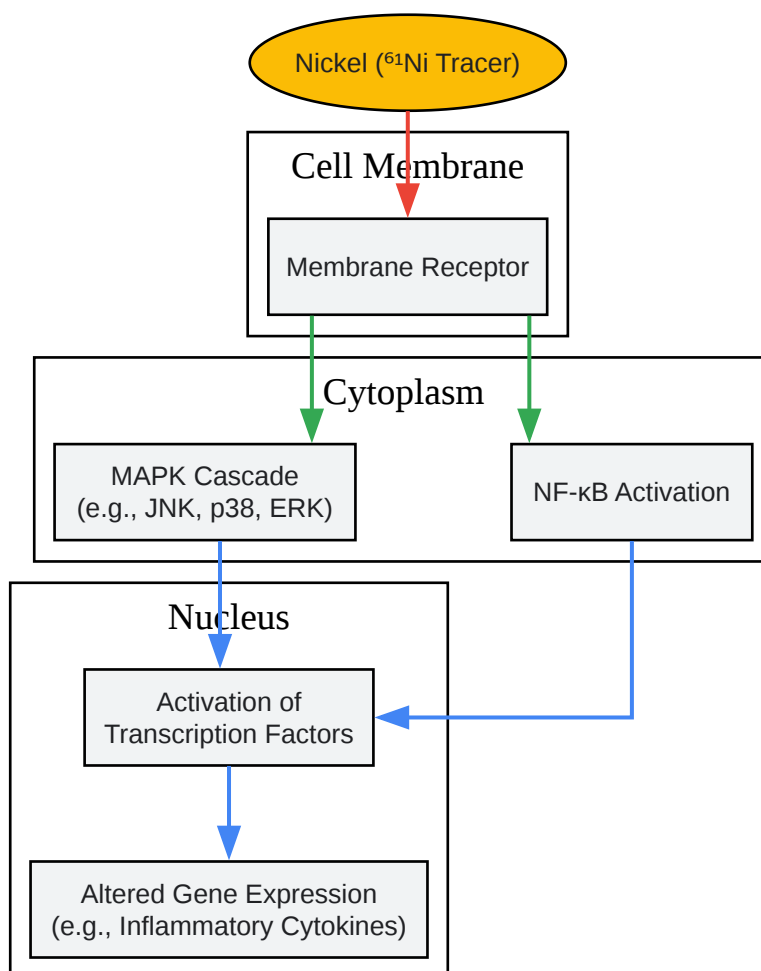 Nickel (⁶¹Ni Tracer)
Cell Membrane
Membrane Receptor
Cytoplasm
MAPK Cascade
(e.g., JNK, p38, ERK)
NF-κB Activation
Nucleus
Activation of
Transcription Factors
Altered Gene Expression
(e.g., Inflammatory Cytokines)